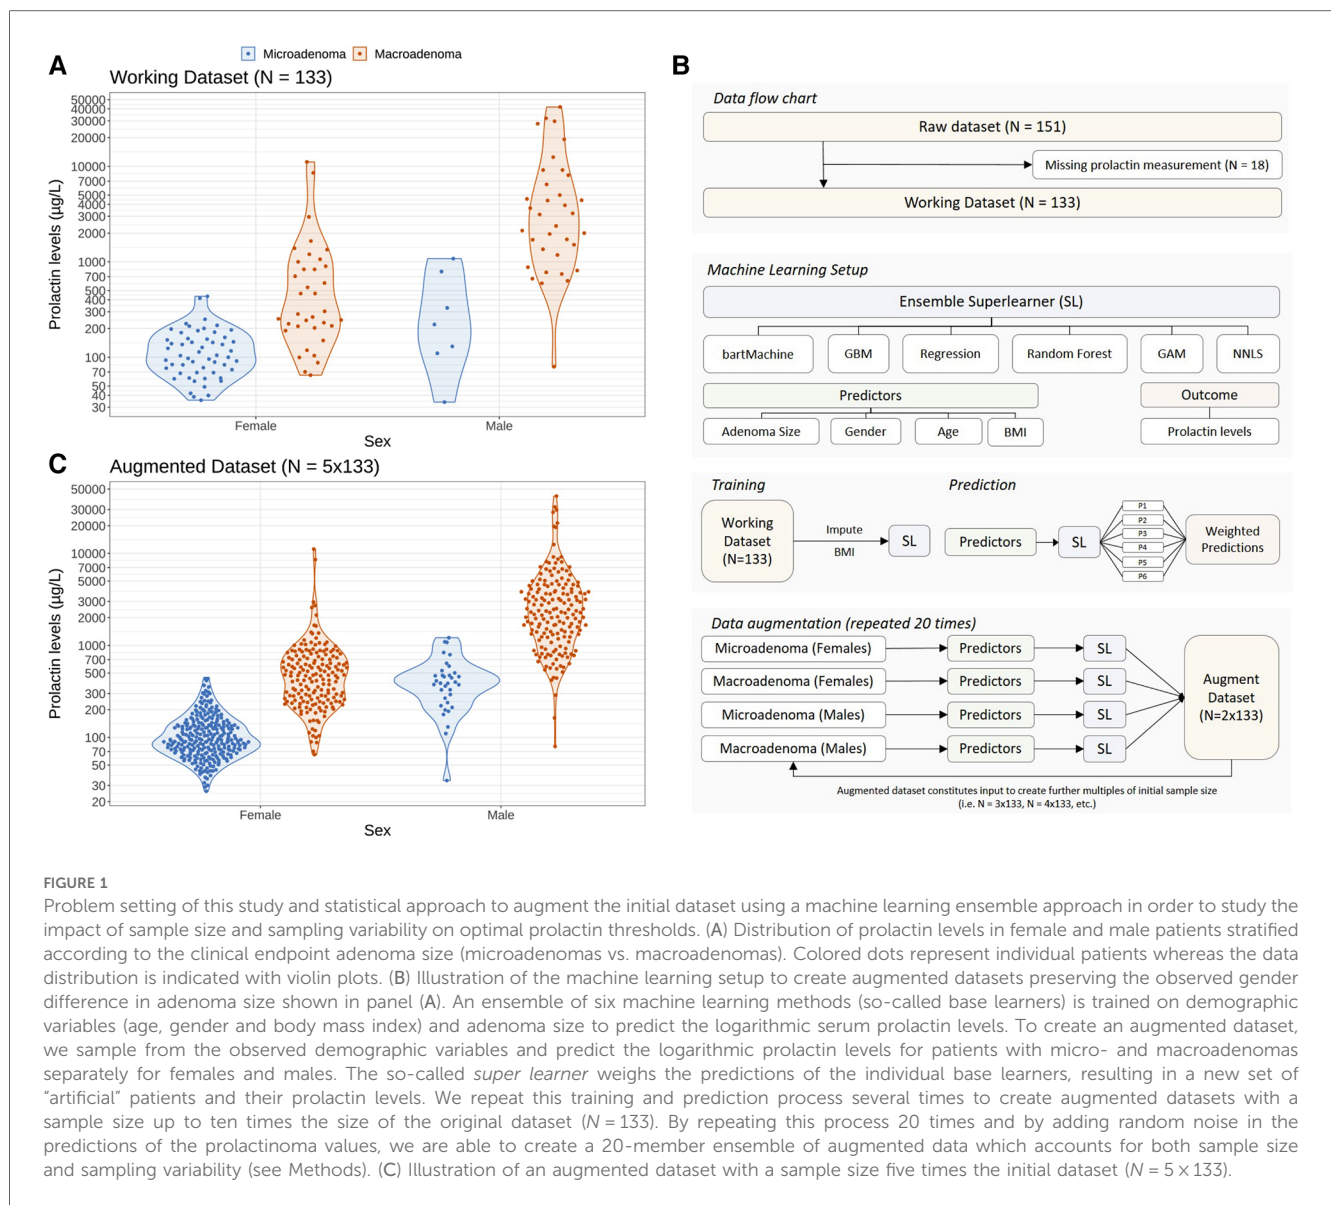 Microadenoma Macroadenoma
A
Working Dataset (N = 133)
50000
40000
30000
20000
10000
7000
5000
4000
3000
2000
1000
700
500
400
300
200
100
70
50
40
30
Prolactin levels (µg/L)
Female
Male
Sex
B
Data flow chart
Raw dataset (N = 151)
Missing prolactin measurement (N = 18)
Working Dataset (N = 133)
Machine Learning Setup
Ensemble Superlearner (SL)
bartMachine
GBM
Regression
Random Forest
GAM
NNLS
Predictors
Outcome
Adenoma Size
Gender
Age
BMI
Prolactin levels
Training
Prediction
Working
Dataset
(N=133)
Impute
BMI
SL
Predictors
SL
P1
P2
P3
P4
P5
P6
Weighted
Predictions
Data augmentation (repeated 20 times)
Microadenoma (Females)
Predictors
SL
Macroadenoma (Females)
Predictors
SL
Microadenoma (Males)
Predictors
SL
Macroadenoma (Males)
Predictors
SL
Augment
Dataset
(N=2x133)
Augmented dataset constitutes input to create further multiples of initial sample size
(i.e. N = 3x133, N = 4x133, etc.)
C
Augmented Dataset (N = 5x133)
50000
30000
20000
10000
7000
5000
3000
2000
1000
700
500
300
200
100
70
50
30
20
Prolactin levels (µg/L)
Female
Male
Sex
FIGURE 1
Problem setting of this study and statistical approach to augment the initial dataset using a machine learning ensemble approach in order to study the
impact of sample size and sampling variability on optimal prolactin thresholds. (A) Distribution of prolactin levels in female and male patients stratified
according to the clinical endpoint adenoma size (microadenomas vs. macroadenomas). Colored dots represent individual patients whereas the data
distribution is indicated with violin plots. (B) Illustration of the machine learning setup to create augmented datasets preserving the observed gender
difference in adenoma size shown in panel (A). An ensemble of six machine learning methods (so-called base learners) is trained on demographic
variables (age, gender and body mass index) and adenoma size to predict the logarithmic serum prolactin levels. To create an augmented dataset,
we sample from the observed demographic variables and predict the logarithmic prolactin levels for patients with micro- and macroadenomas
separately for females and males. The so-called super learner weighs the predictions of the individual base learners, resulting in a new set of
“artificial” patients and their prolactin levels. We repeat this training and prediction process several times to create augmented datasets with a
sample size up to ten times the size of the original dataset (N = 133). By repeating this process 20 times and by adding random noise in the
predictions of the prolactinoma values, we are able to create a 20-member ensemble of augmented data which accounts for both sample size
and sampling variability (see Methods). (C) Illustration of an augmented dataset with a sample size five times the initial dataset (N = 5 × 133).